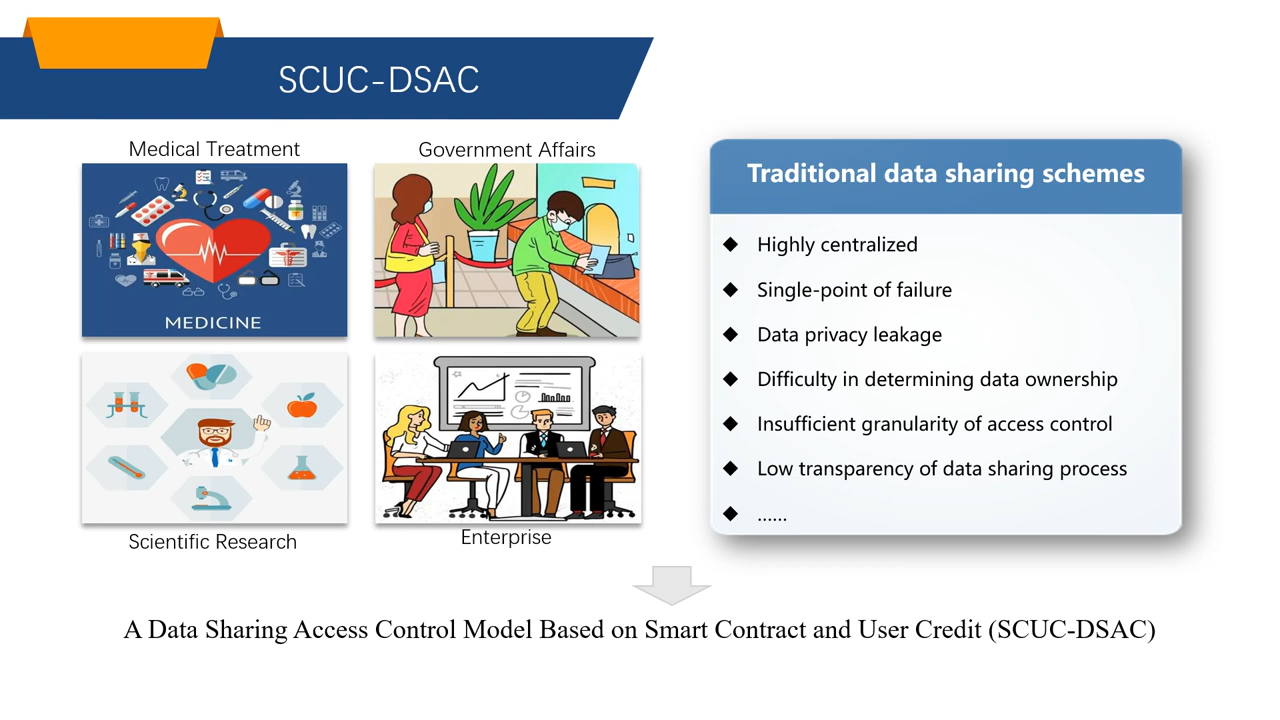 SCUC-DSAC
Medical Treatment
Government Affairs
MEDICINE
Scientific Research
Enterprise
Traditional data sharing schemes
◆ Highly centralized
◆ Single-point of failure
◆ Data privacy leakage
◆ Difficulty in determining data ownership
◆ Insufficient granularity of access control
◆ Low transparency of data sharing process
◆ ......
A Data Sharing Access Control Model Based on Smart Contract and User Credit (SCUC-DSAC)